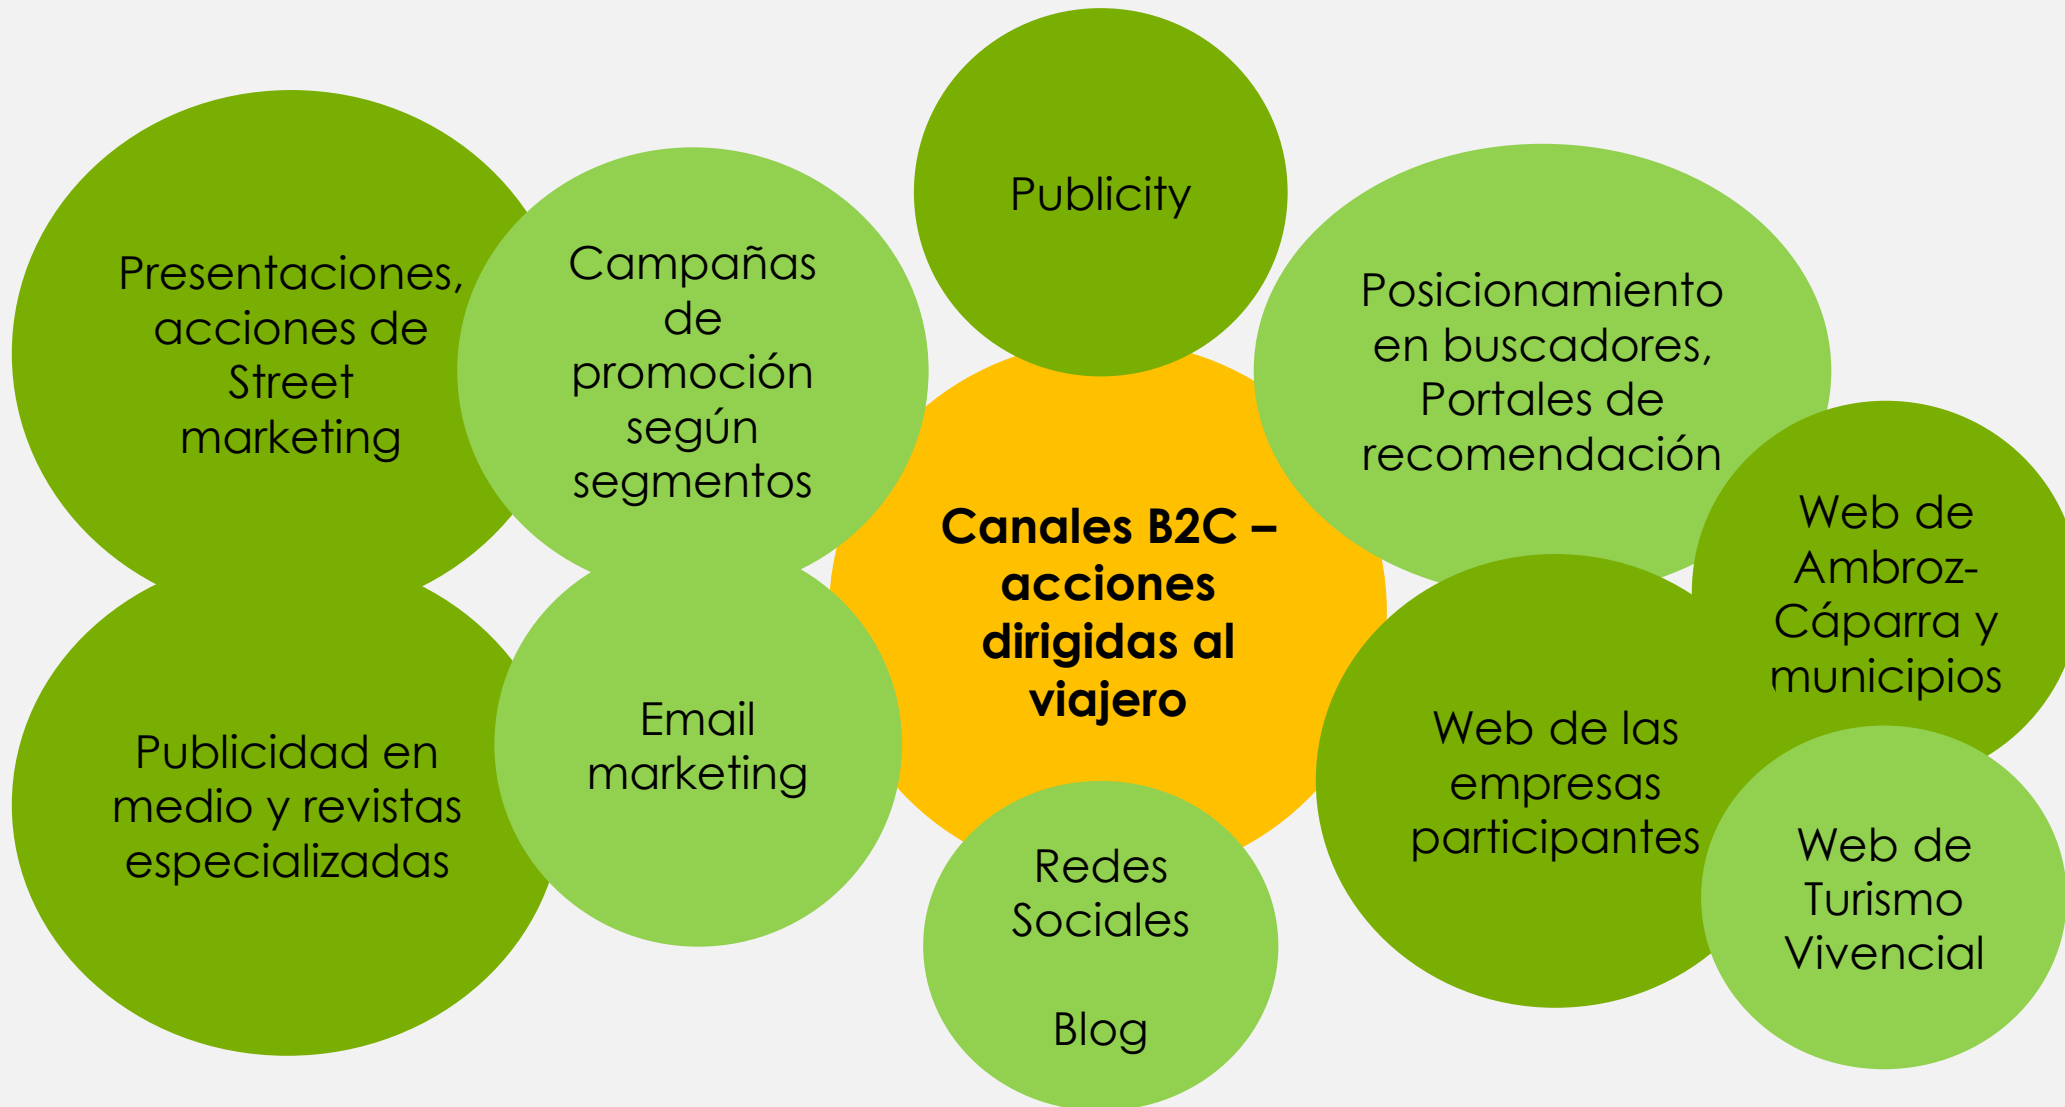 Publicity
Presentaciones,
acciones de
Street
marketing
Campañas
de
promoción
según
segmentos
Posicionamiento
en buscadores,
Portales de
recomendación
Canales B2C –
acciones
dirigidas al
viajero
Web de
Ambroz-
Cáparra y
municipios
Publicidad en
medio y revistas
especializadas
Email
marketing
Web de las
empresas
participantes
Redes
Sociales
Blog
Web de
Turismo
Vivencial